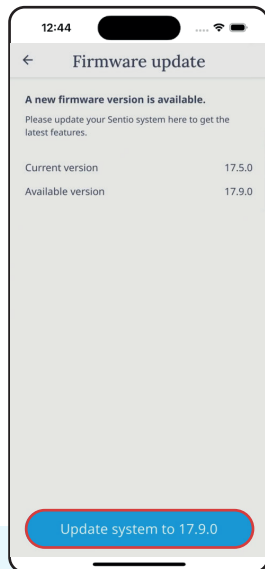 12:44
← Firmware update
A new firmware version is available.
Please update your Sentio system here to get the
latest features.
Current version 17.5.0
Available version 17.9.0
Update system to 17.9.0